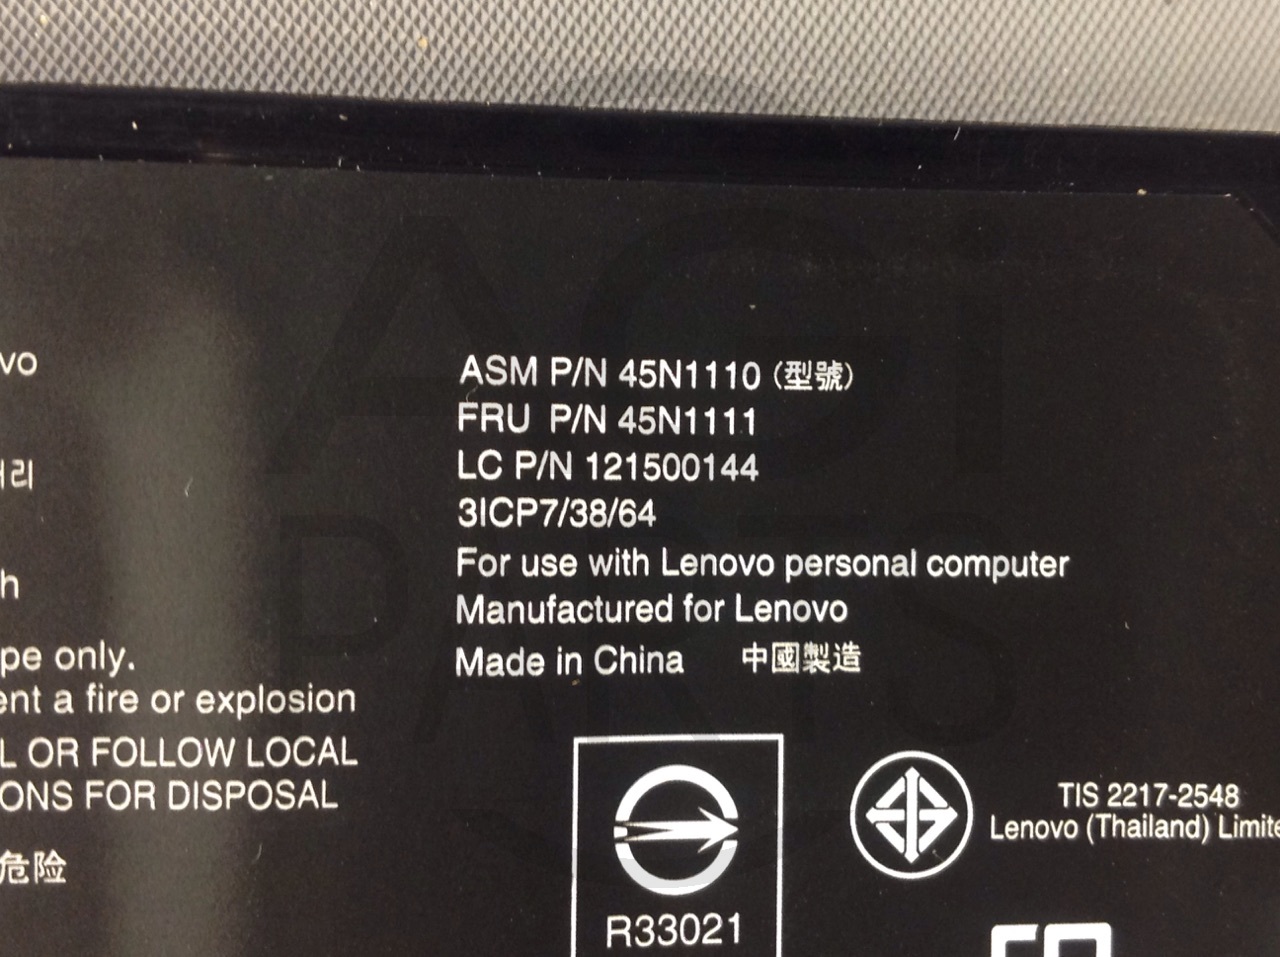 vo
리
h
pe only.
ent a fire or explosion
L OR FOLLOW LOCAL
ONS FOR DISPOSAL
危险
ASM P/N 45N1110 (型號)
FRU P/N 45N1111
LC P/N 121500144
3ICP7/38/64
For use with Lenovo personal computer
Manufactured for Lenovo
Made in China 中國製造
R33021
TIS 2217-2548
Lenovo (Thailand) Limite
AGi
PARTS